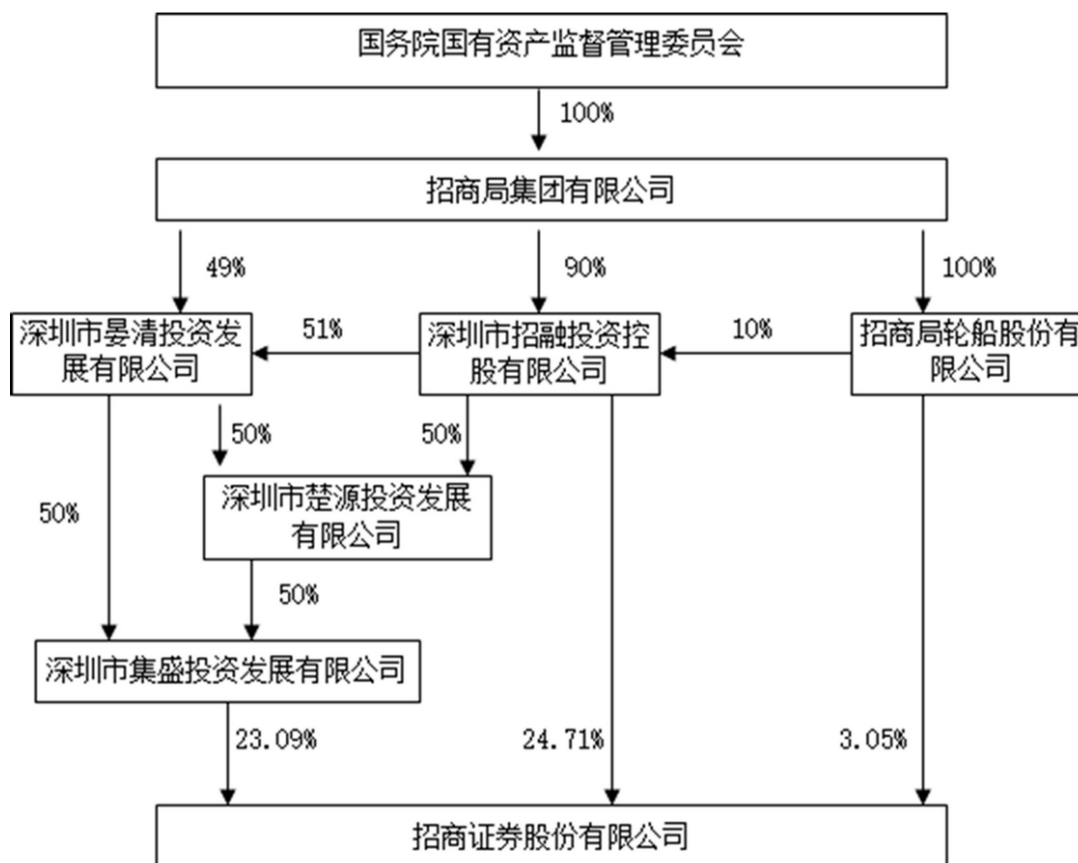 国务院国有资产监督管理委员会
100%
招商局集团有限公司
49%
90%
100%
深圳市晏清投资发
展有限公司
51%
深圳市招融投资控
股有限公司
10%
招商局轮船股份有
限公司
50%
50%
50%
深圳市楚源投资发展
有限公司
50%
深圳市集盛投资发展有限公司
23.09%
24.71%
3.05%
招商证券股份有限公司